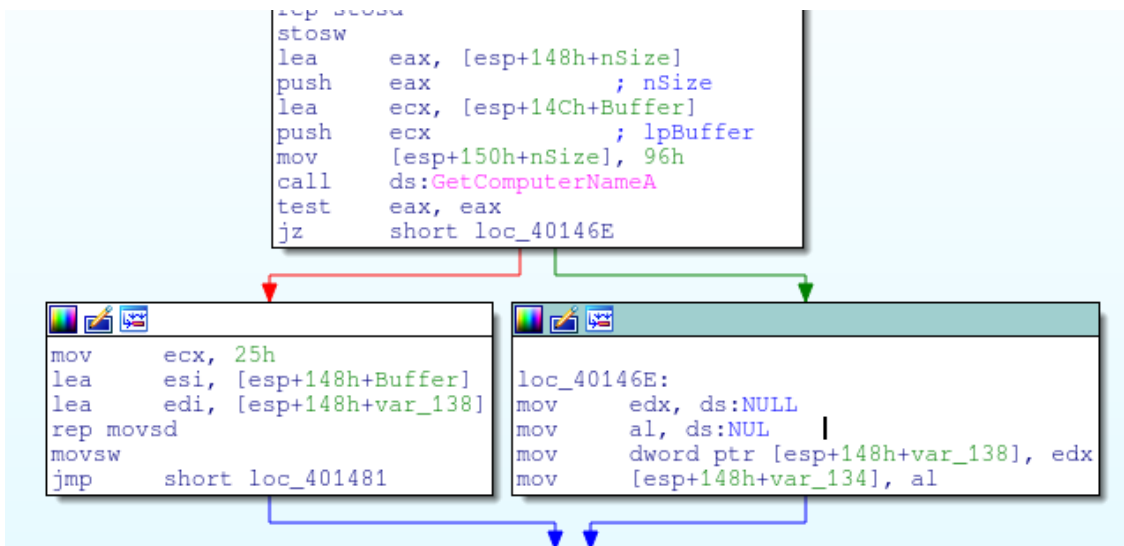 rep stosd
stosw
lea eax, [esp+148h+nSize]
push eax ; nSize
lea ecx, [esp+14Ch+Buffer]
push ecx ; lpBuffer
mov [esp+150h+nSize], 96h
call ds:GetComputerNameA
test eax, eax
jz short loc_40146E
mov ecx, 25h
lea esi, [esp+148h+Buffer]
lea edi, [esp+148h+var_138]
rep movsd
movsw
jmp short loc_401481
loc_40146E:
mov edx, ds:NULL
mov al, ds:NUL
mov dword ptr [esp+148h+var_138], edx
mov [esp+148h+var_134], al